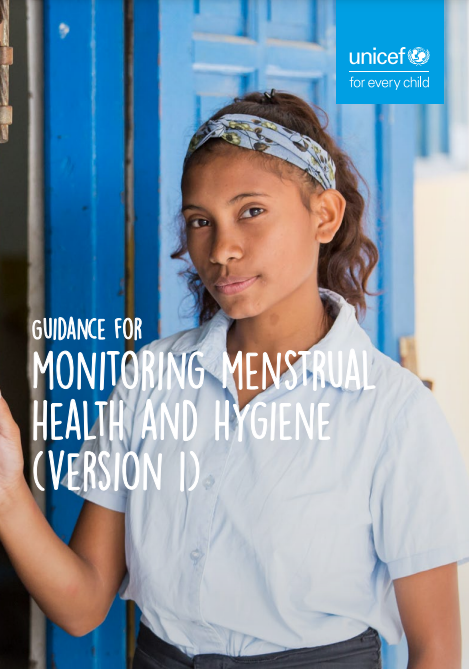 unicef
for every child
GUIDANCE FOR
MONITORING MENSTRUAL
HEALTH AND HYGIENE
(VERSION 1)